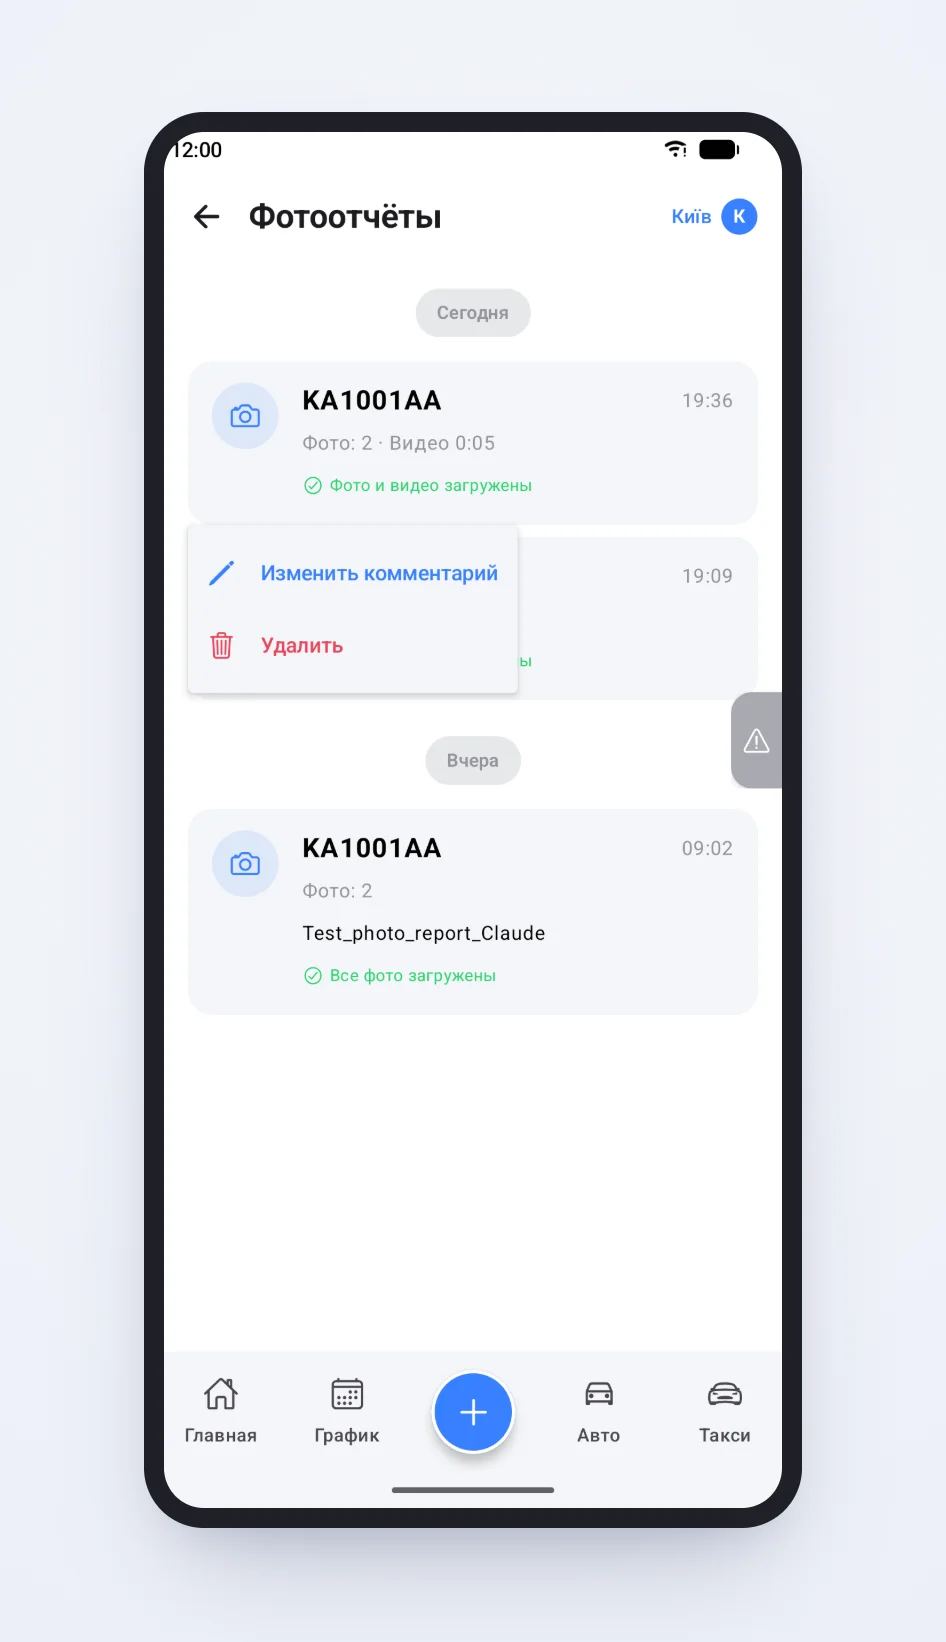 12:00
Фотоотчёты
Київ K
Сегодня
KA1001AA 19:36
Фото: 2 · Видео 0:05
Фото и видео загружены
Изменить комментарий
19:09
Удалить
ы
Вчера
KA1001AA 09:02
Фото: 2
Test_photo_report_Claude
Все фото загружены
Главная График Авто Такси